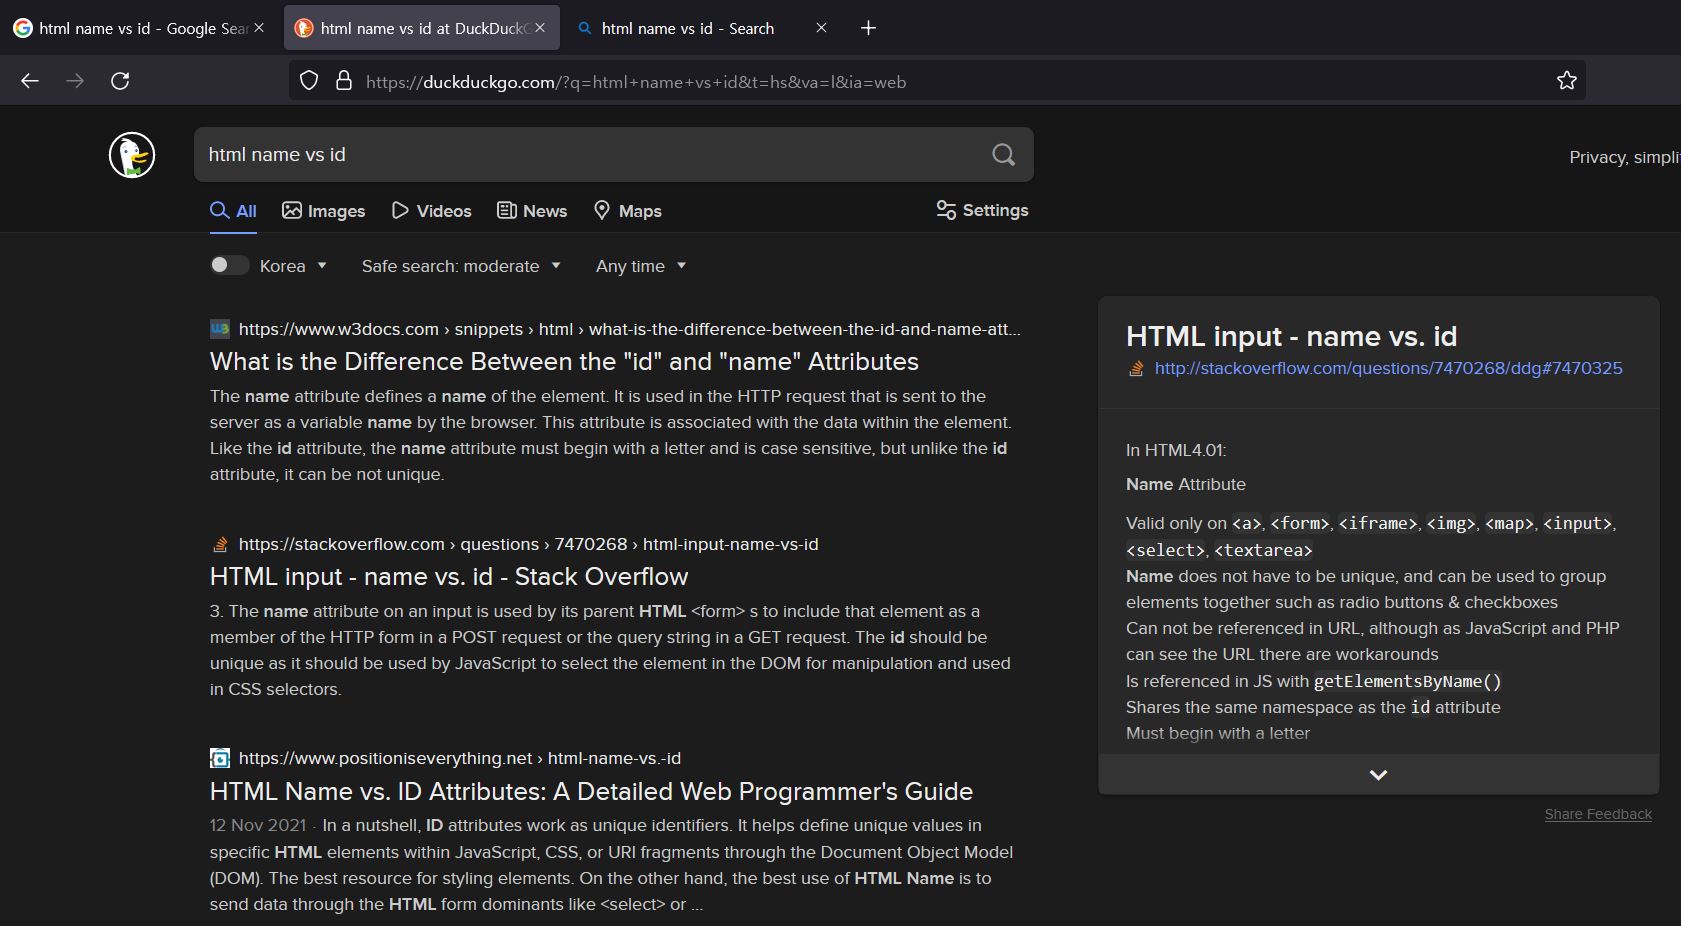 html name vs id - Google Sear
html name vs id at DuckDuckG
html name vs id - Search
https://duckduckgo.com/?q=html+name+vs+id&t=hs&va=l&ia=web
html name vs id
Privacy, simpli
All
Images
Videos
News
Maps
Settings
Korea
Safe search: moderate
Any time
https://www.w3docs.com › snippets › html › what-is-the-difference-between-the-id-and-name-att...
What is the Difference Between the "id" and "name" Attributes
The name attribute defines a name of the element. It is used in the HTTP request that is sent to the
server as a variable name by the browser. This attribute is associated with the data within the element.
Like the id attribute, the name attribute must begin with a letter and is case sensitive, but unlike the id
attribute, it can be not unique.
https://stackoverflow.com › questions › 7470268 › html-input-name-vs-id
HTML input - name vs. id - Stack Overflow
3. The name attribute on an input is used by its parent HTML <form> s to include that element as a
member of the HTTP form in a POST request or the query string in a GET request. The id should be
unique as it should be used by JavaScript to select the element in the DOM for manipulation and used
in CSS selectors.
https://www.positioniseverything.net › html-name-vs.-id
HTML Name vs. ID Attributes: A Detailed Web Programmer's Guide
12 Nov 2021 · In a nutshell, ID attributes work as unique identifiers. It helps define unique values in
specific HTML elements within JavaScript, CSS, or URI fragments through the Document Object Model
(DOM). The best resource for styling elements. On the other hand, the best use of HTML Name is to
send data through the HTML form dominants like <select> or ...
HTML input - name vs. id
http://stackoverflow.com/questions/7470268/ddg#7470325
In HTML4.01:
Name Attribute
Valid only on <a>, <form>, <iframe>, <img>, <map>, <input>,
<select>, <textarea>
Name does not have to be unique, and can be used to group
elements together such as radio buttons & checkboxes
Can not be referenced in URL, although as JavaScript and PHP
can see the URL there are workarounds
Is referenced in JS with getElementsByName()
Shares the same namespace as the id attribute
Must begin with a letter
Share Feedback